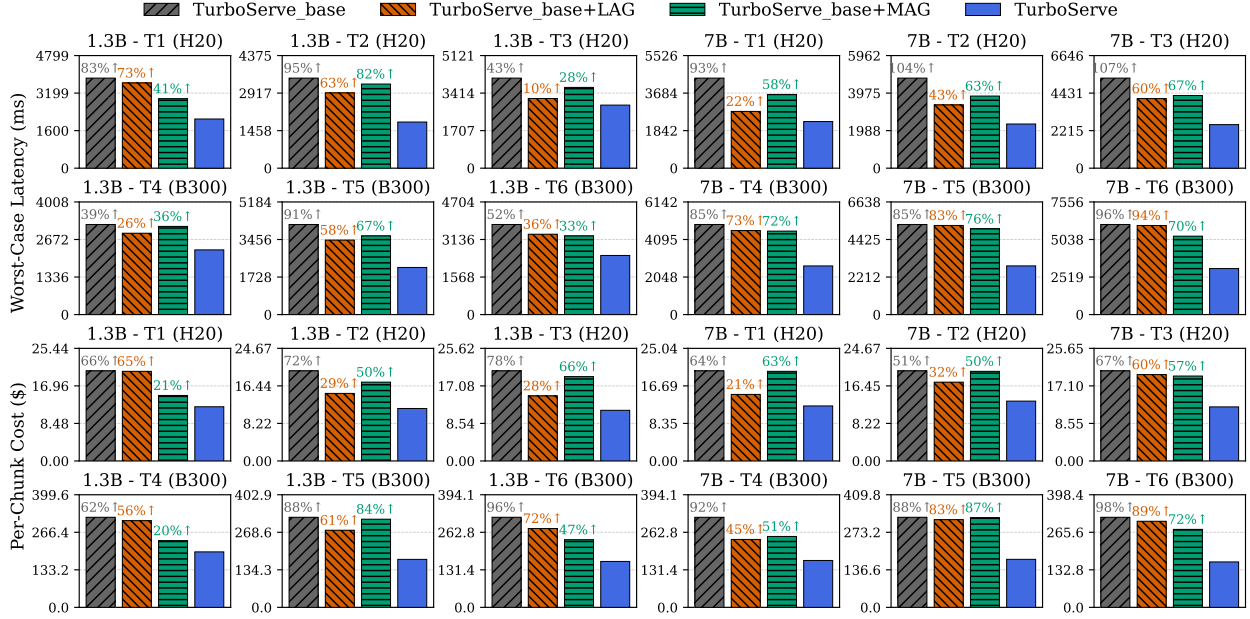 TurboServe_base TurboServe_base+LAG TurboServe_base+MAG TurboServe
Worst-Case Latency (ms)
1.3B - T1 (H20) 1.3B - T2 (H20) 1.3B - T3 (H20) 7B - T1 (H20) 7B - T2 (H20) 7B - T3 (H20)
4799 4375 5121 5526 5962 6646
83%↑ 73%↑ 41%↑ 95%↑ 63%↑ 82%↑ 43%↑ 10%↑ 28%↑ 93%↑ 22%↑ 58%↑ 104%↑ 43%↑ 63%↑ 107%↑ 60%↑ 67%↑
3199 2917 3414 3684 3975 4431
1600 1458 1707 1842 1988 2215
0 0 0 0 0 0
1.3B - T4 (B300) 1.3B - T5 (B300) 1.3B - T6 (B300) 7B - T4 (B300) 7B - T5 (B300) 7B - T6 (B300)
4008 5184 4704 6142 6638 7556
39%↑ 26%↑ 36%↑ 91%↑ 58%↑ 67%↑ 52%↑ 36%↑ 33%↑ 85%↑ 73%↑ 72%↑ 85%↑ 83%↑ 76%↑ 96%↑ 94%↑ 70%↑
2672 3456 3136 4095 4425 5038
1336 1728 1568 2048 2212 2519
0 0 0 0 0 0
Per-Chunk Cost ($)
1.3B - T1 (H20) 1.3B - T2 (H20) 1.3B - T3 (H20) 7B - T1 (H20) 7B - T2 (H20) 7B - T3 (H20)
25.44 24.67 25.62 25.04 24.67 25.65
66%↑ 65%↑ 21%↑ 72%↑ 29%↑ 50%↑ 78%↑ 28%↑ 66%↑ 64%↑ 21%↑ 63%↑ 51%↑ 32%↑ 50%↑ 67%↑ 60%↑ 57%↑
16.96 16.44 17.08 16.69 16.45 17.10
8.48 8.22 8.54 8.35 8.22 8.55
0.00 0.00 0.00 0.00 0.00 0.00
1.3B - T4 (B300) 1.3B - T5 (B300) 1.3B - T6 (B300) 7B - T4 (B300) 7B - T5 (B300) 7B - T6 (B300)
399.6 402.9 394.1 394.1 409.8 398.4
62%↑ 56%↑ 20%↑ 88%↑ 61%↑ 84%↑ 96%↑ 72%↑ 47%↑ 92%↑ 45%↑ 51%↑ 88%↑ 83%↑ 87%↑ 98%↑ 89%↑ 72%↑
266.4 268.6 262.8 262.8 273.2 265.6
133.2 134.3 131.4 131.4 136.6 132.8
0.0 0.0 0.0 0.0 0.0 0.0